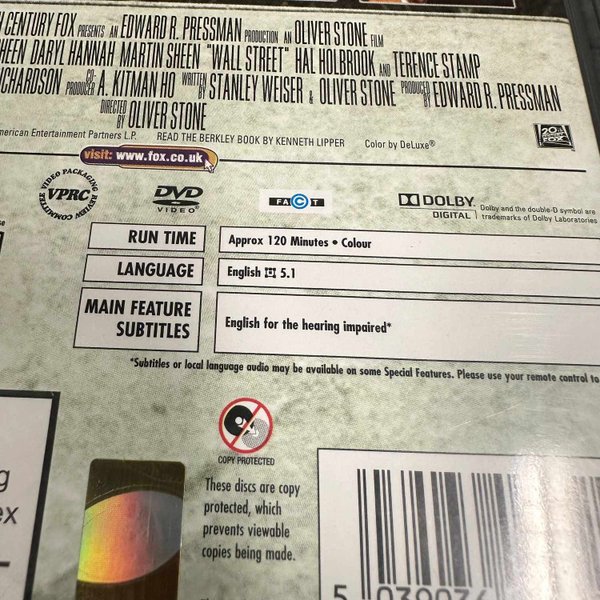 CENTURY FOX PRESENTS AN EDWARD R. PRESSMAN PRODUCTION AN OLIVER STONE FILM
HEEN DARYL HANNAH MARTIN SHEEN "WALL STREET" HAL HOLBROOK AND TERENCE STAMP
ICHARDSON CO-PRODUCER A. KITMAN HO WRITTEN BY STANLEY WEISER & OLIVER STONE PRODUCED BY EDWARD R. PRESSMAN
DIRECTED BY OLIVER STONE
merican Entertainment Partners L.P. READ THE BERKLEY BOOK BY KENNETH LIPPER Color by DeLuxe®
visit: www.fox.co.uk
VIDEO PACKAGING REVIEW COMMITTEE
VPRC
DVD
VIDEO
FACT
DOLBY
DIGITAL
Dolby and the double-D symbol are
trademarks of Dolby Laboratories
RUN TIME
Approx 120 Minutes • Colour
LANGUAGE
English 5.1
MAIN FEATURE
SUBTITLES
English for the hearing impaired*
*Subtitles or local language audio may be available on some Special Features. Please use your remote control to
COPY PROTECTED
These discs are copy
protected, which
prevents viewable
copies being made.
g
ex
5 039036